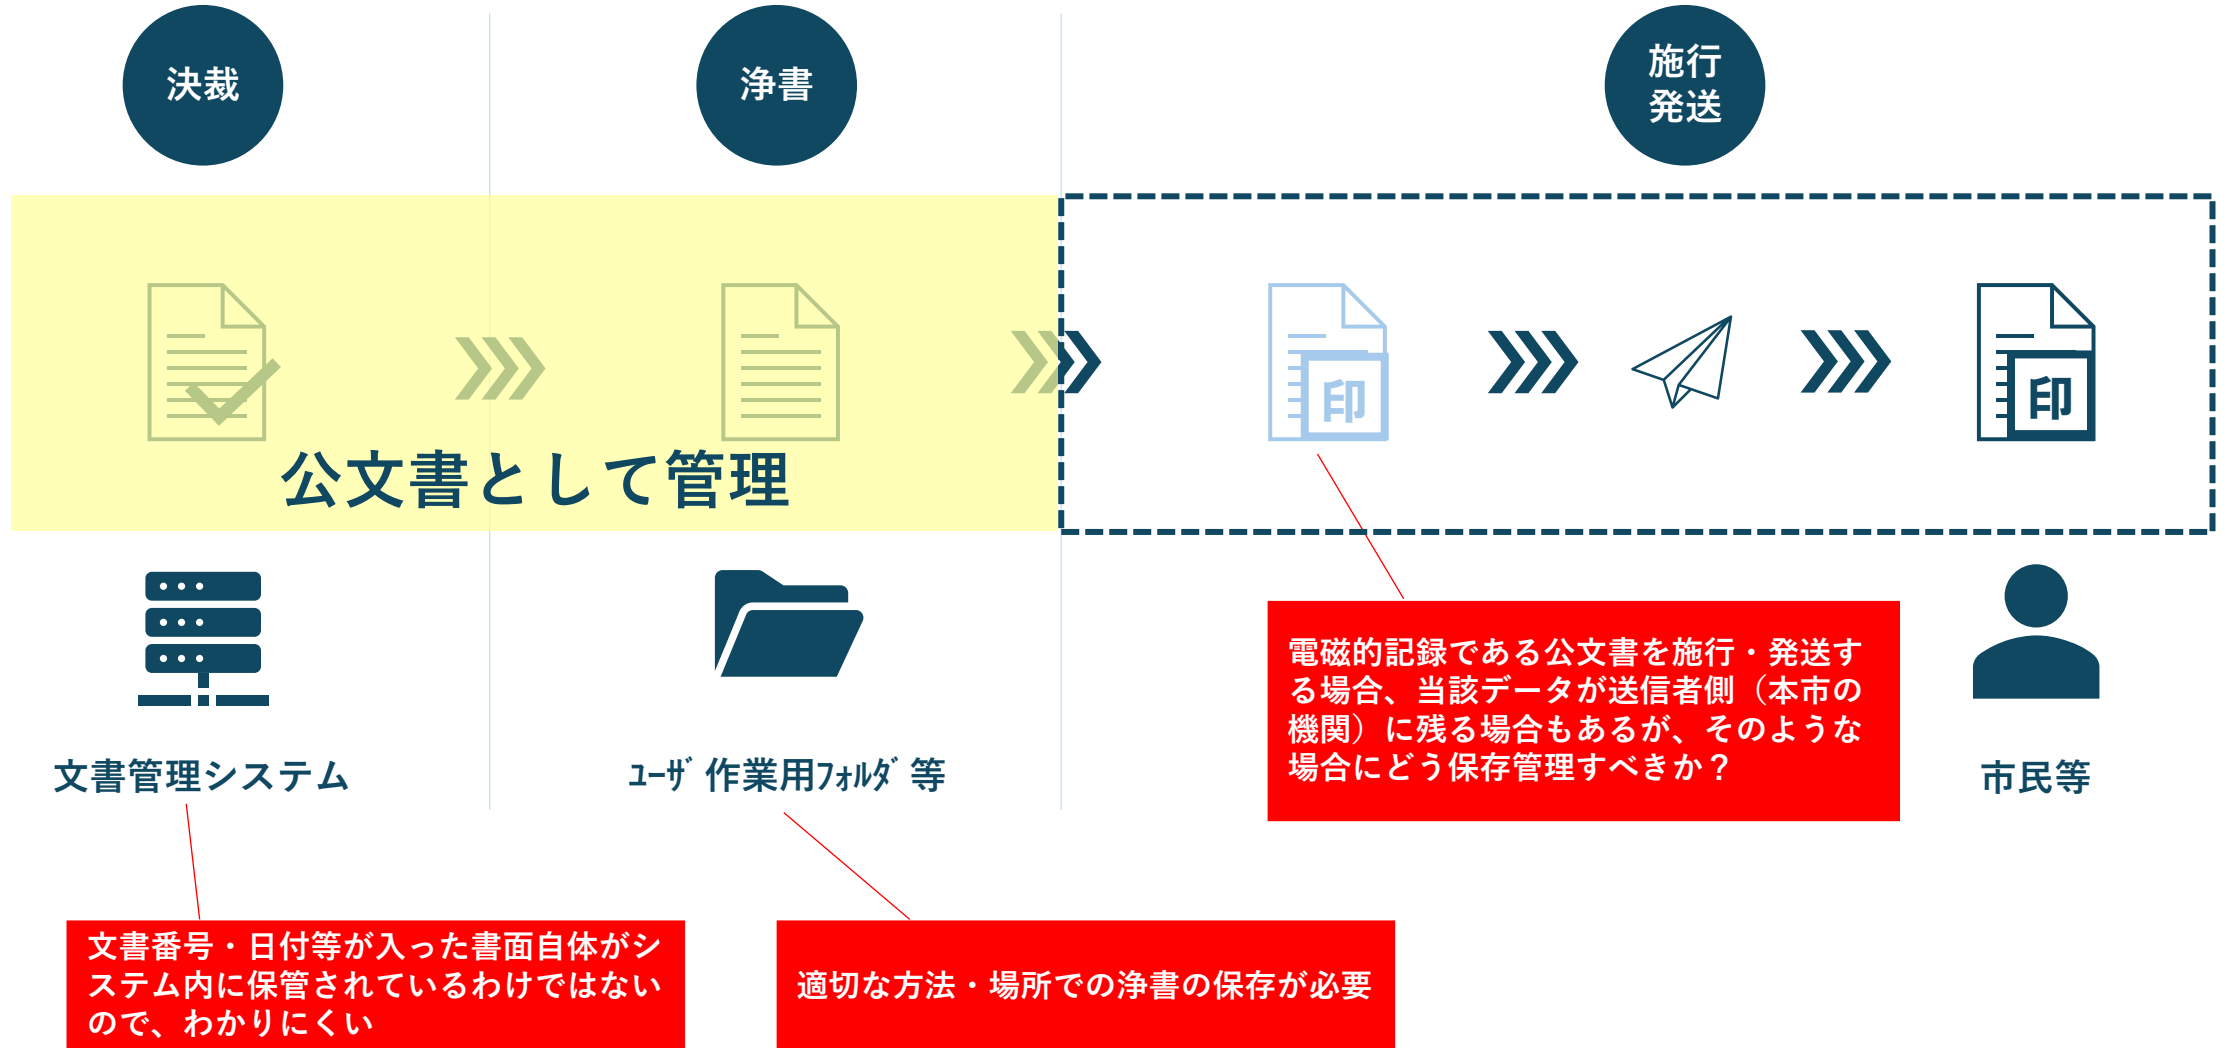 決裁
浄書
施行
発送
印
印
公文書として管理
文書管理システム
ﾕｰｻﾞ作業用ﾌｫﾙﾀﾞ等
市民等
電磁的記録である公文書を施行・発送す
る場合、当該データが送信者側（本市の
機関）に残る場合もあるが、そのような
場合にどう保存管理すべきか？
文書番号・日付等が入った書面自体がシ
ステム内に保管されているわけではない
ので、わかりにくい
適切な方法・場所での浄書の保存が必要